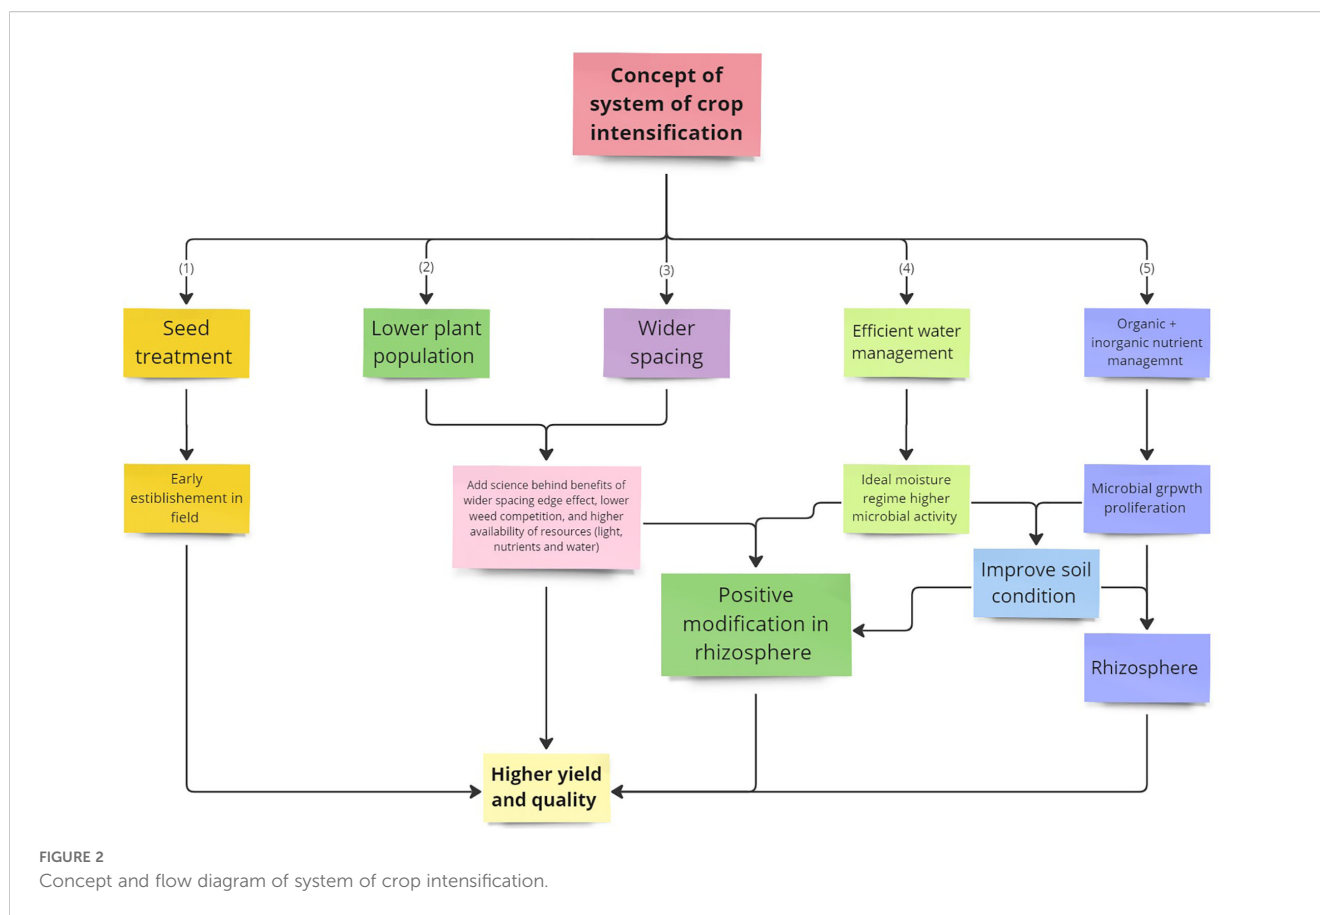 Concept of
system of crop
intensification
(1)
(2)
(3)
(4)
(5)
Seed
treatment
Lower plant
population
Wider
spacing
Efficient water
management
Organic +
inorganic nutrient
managemnt
Early
estiblishement in
field
Add science behind benefits of
wider spacing edge effect, lower
weed competition, and higher
availability of resources (light,
nutrients and water)
Ideal moisture
regime higher
microbial activity
Microbial grpwth
proliferation
Improve soil
condition
Positive
modification in
rhizosphere
Rhizosphere
Higher yield
and quality
FIGURE 2
Concept and flow diagram of system of crop intensification.